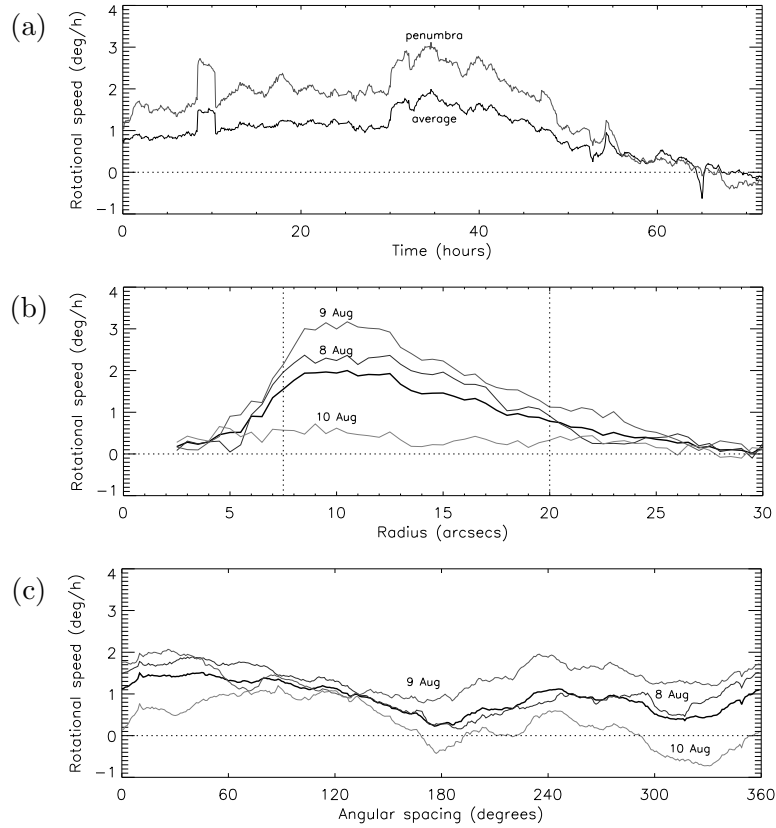 (a)
Rotational speed (deg/h)
4
3
2
1
0
−1
penumbra
average
0 20 40 60
Time (hours)
(b)
Rotational speed (deg/h)
4
3
2
1
0
−1
9 Aug
8 Aug
10 Aug
0 5 10 15 20 25 30
Radius (arcsecs)
(c)
Rotational speed (deg/h)
4
3
2
1
0
−1
9 Aug
8 Aug
10 Aug
0 60 120 180 240 300 360
Angular spacing (degrees)